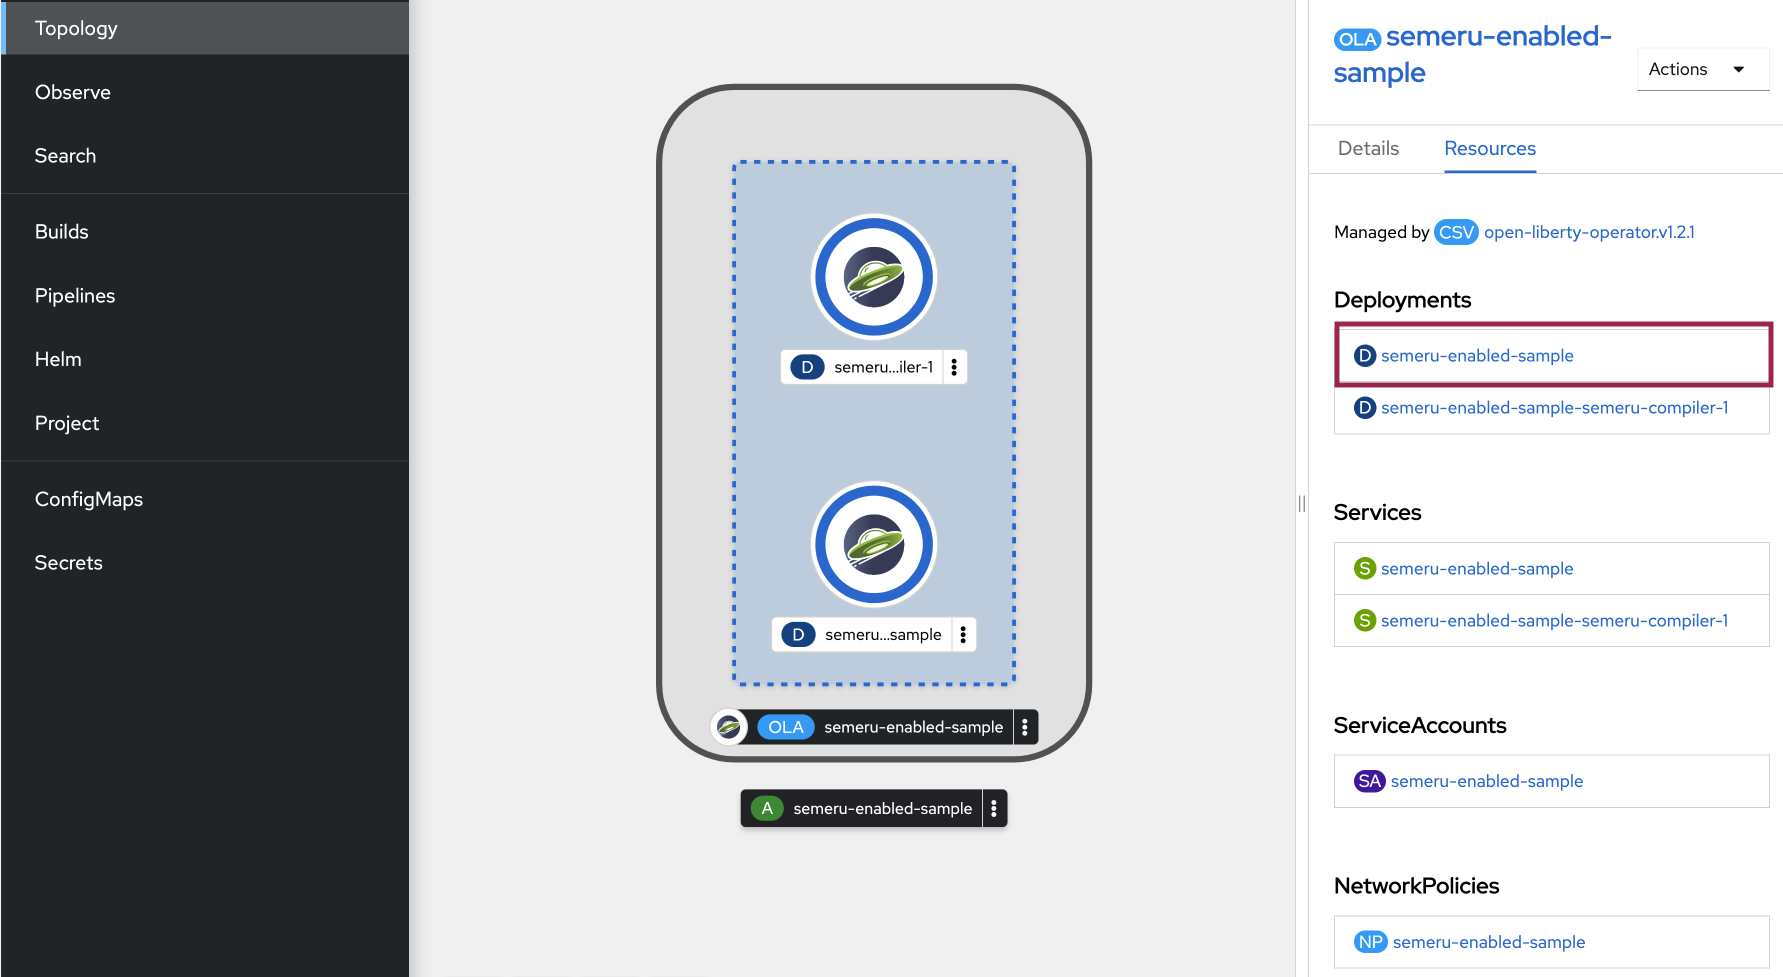 Topology
Observe
Search
Builds
Pipelines
Helm
Project
ConfigMaps
Secrets
D semeru...iler-1
D semeru...sample
OLA semeru-enabled-sample
A semeru-enabled-sample
OLA semeru-enabled-
sample
Actions
Details Resources
Managed by CSV open-liberty-operator.v1.2.1
Deployments
D semeru-enabled-sample
D semeru-enabled-sample-semeru-compiler-1
Services
S semeru-enabled-sample
S semeru-enabled-sample-semeru-compiler-1
ServiceAccounts
SA semeru-enabled-sample
NetworkPolicies
NP semeru-enabled-sample